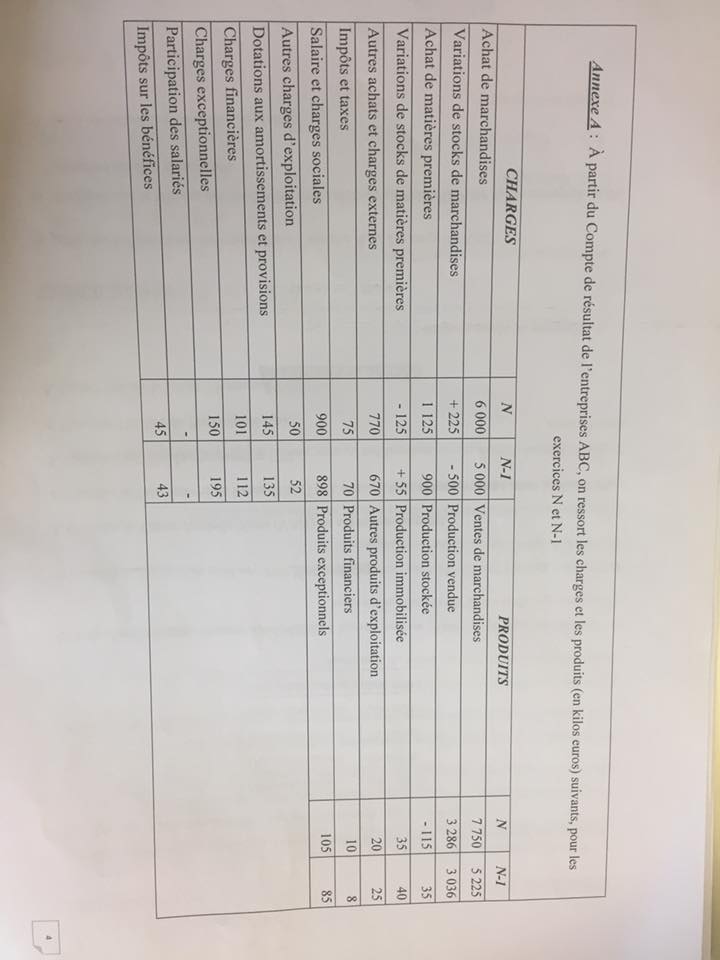 Annexe A : À partir du Compte de résultat de l'entreprises ABC, on ressort les charges et les produits (en kilos euros) suivants, pour les
exercices N et N-1
CHARGES N N-1 PRODUITS N N-1
Achat de marchandises 6 000 5 000 Ventes de marchandises 7 750 5 225
Variations de stocks de marchandises + 225 - 500 Production vendue 3 286 3 036
Achat de matières premières 1 125 900 Production stockée - 115 35
Variations de stocks de matières premières - 125 + 55 Production immobilisée 35 40
Autres achats et charges externes 770 670 Autres produits d'exploitation 20 25
Impôts et taxes 75 70 Produits financiers 10 8
Salaire et charges sociales 900 898 Produits exceptionnels 105 85
Autres charges d'exploitation 50 52
Dotations aux amortissements et provisions 145 135
Charges financières 101 112
Charges exceptionnelles 150 195
Participation des salariés - -
Impôts sur les bénéfices 45 43
4